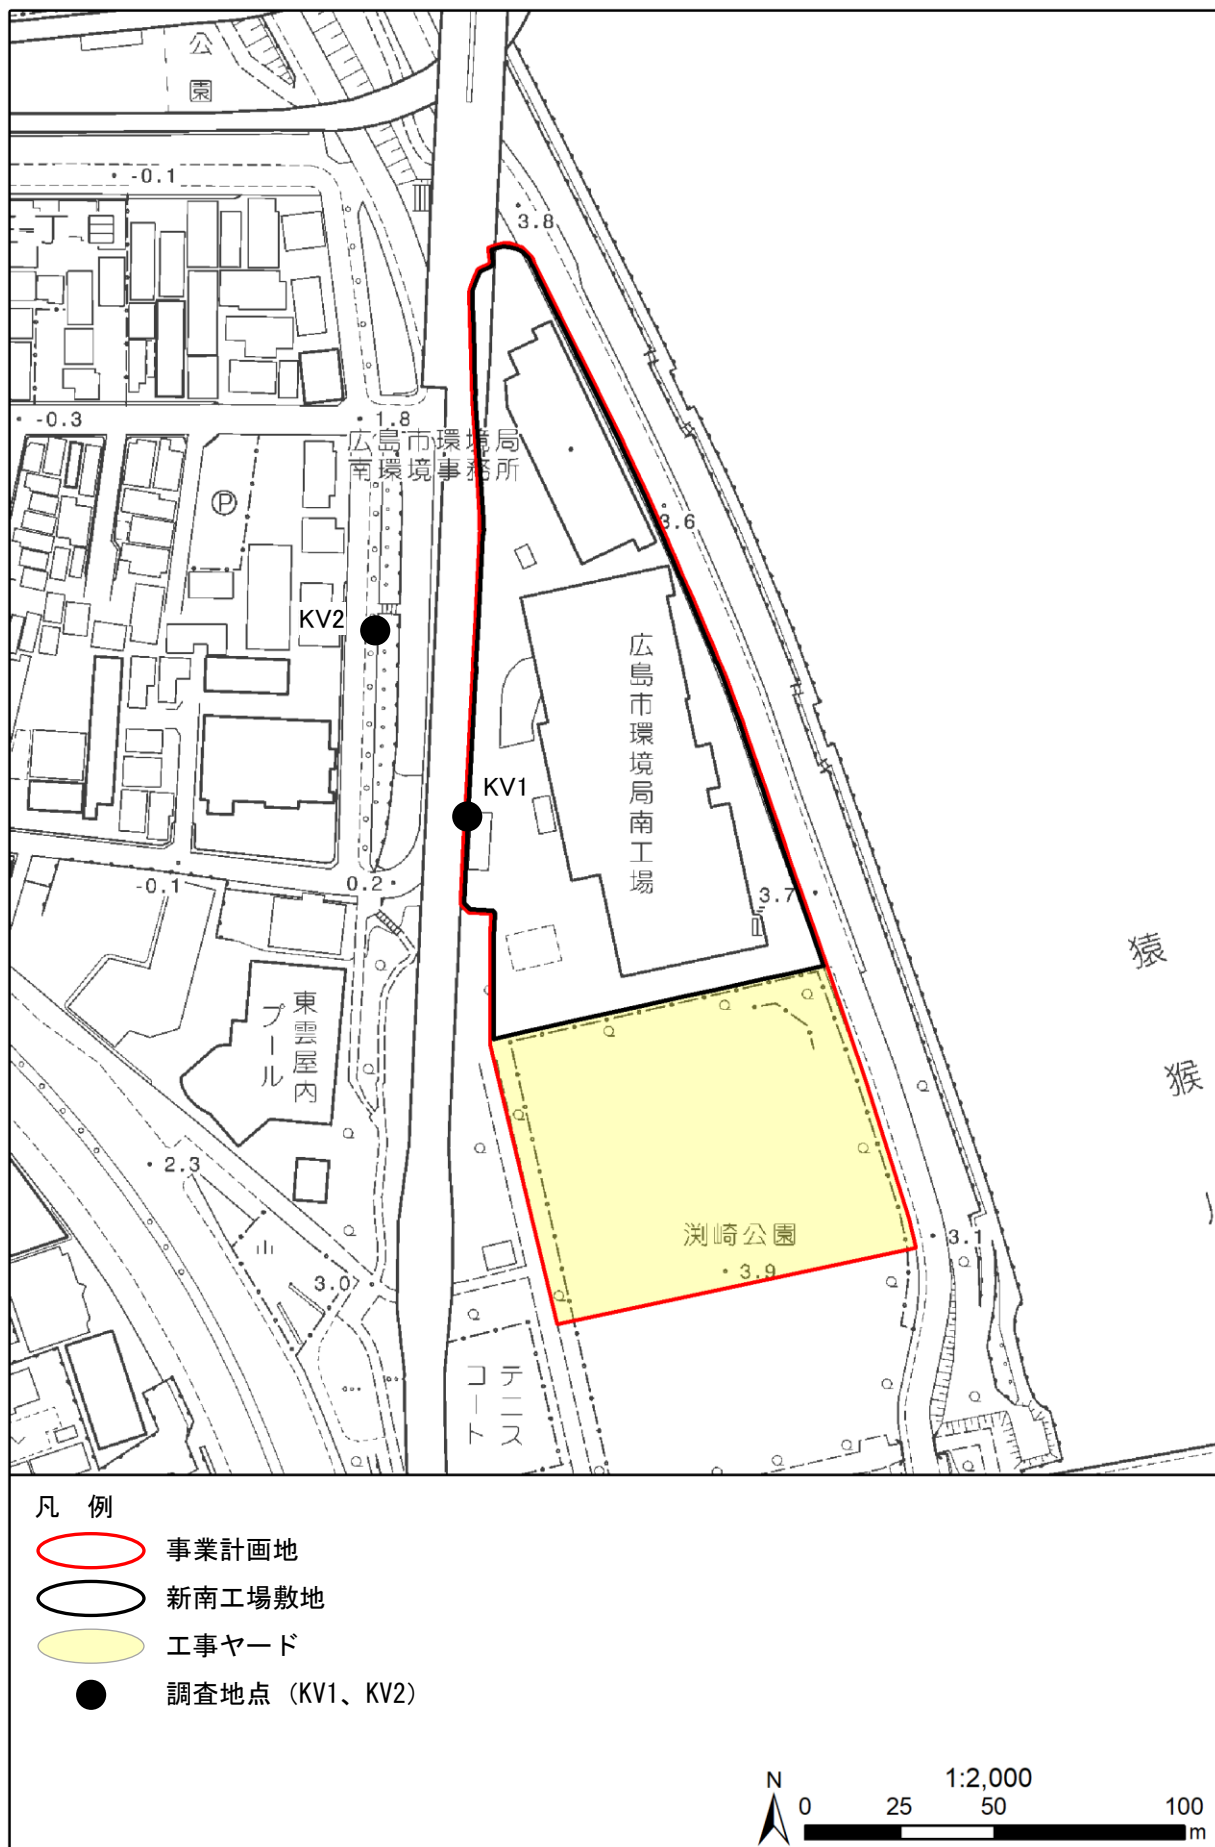 公園
-0.1
3.8
-0.3
1.8
広島市環境局
南環境事務所
P
3.6
KV2
広島市環境局南工場
KV1
-0.1
0.2
3.7
猿猴川
東雲屋内
プール
2.3
渕崎公園
3.1
3.9
3.0
テニス
コート
凡 例
事業計画地
新南工場敷地
工事ヤード
調査地点（KV1、KV2）
N
1:2,000
0 25 50 100
m